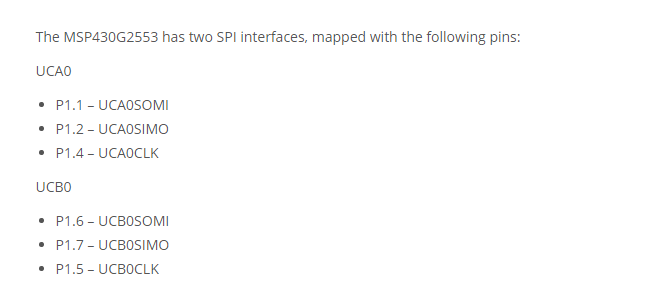 The MSP430G2553 has two SPI interfaces, mapped with the following pins:
UCA0
• P1.1 – UCA0SOMI
• P1.2 – UCA0SIMO
• P1.4 – UCA0CLK
UCB0
• P1.6 – UCB0SOMI
• P1.7 – UCB0SIMO
• P1.5 – UCB0CLK